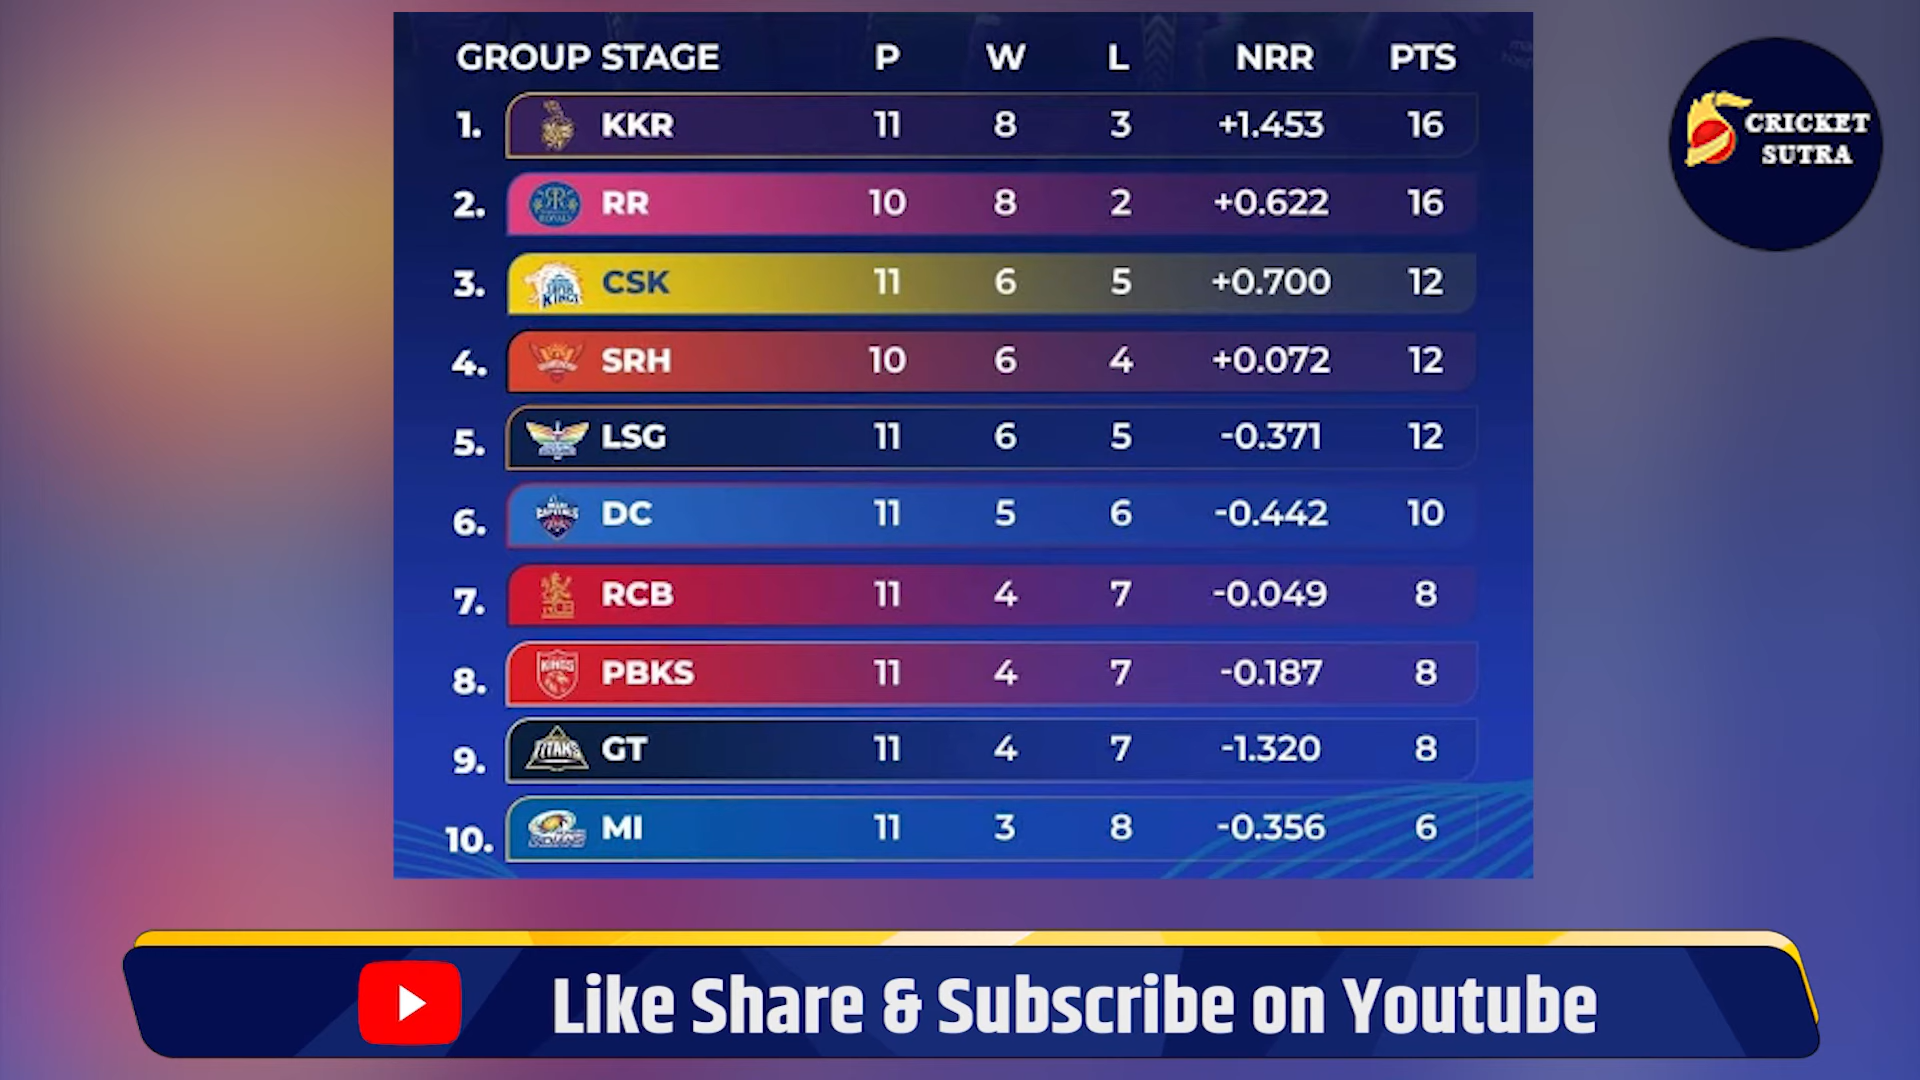 GROUP STAGE P W L NRR PTS
1. KKR 11 8 3 +1.453 16
2. RR 10 8 2 +0.622 16
3. CSK 11 6 5 +0.700 12
4. SRH 10 6 4 +0.072 12
5. LSG 11 6 5 -0.371 12
6. DC 11 5 6 -0.442 10
7. RCB 11 4 7 -0.049 8
8. PBKS 11 4 7 -0.187 8
9. TITANS GT 11 4 7 -1.320 8
10. MI 11 3 8 -0.356 6
CRICKET
SUTRA
Like Share & Subscribe on Youtube